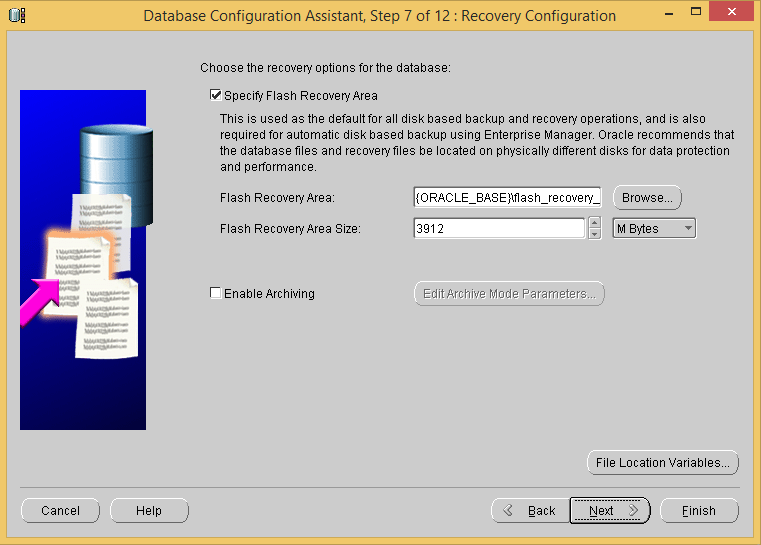 Database Configuration Assistant, Step 7 of 12 : Recovery Configuration
Choose the recovery options for the database:
Specify Flash Recovery Area
This is used as the default for all disk based backup and recovery operations, and is also
required for automatic disk based backup using Enterprise Manager. Oracle recommends that
the database files and recovery files be located on physically different disks for data protection
and performance.
Flash Recovery Area: {ORACLE_BASE}\flash_recovery_ Browse...
Flash Recovery Area Size: 3912 M Bytes
Enable Archiving Edit Archive Mode Parameters...
File Location Variables...
Cancel Help Back Next Finish